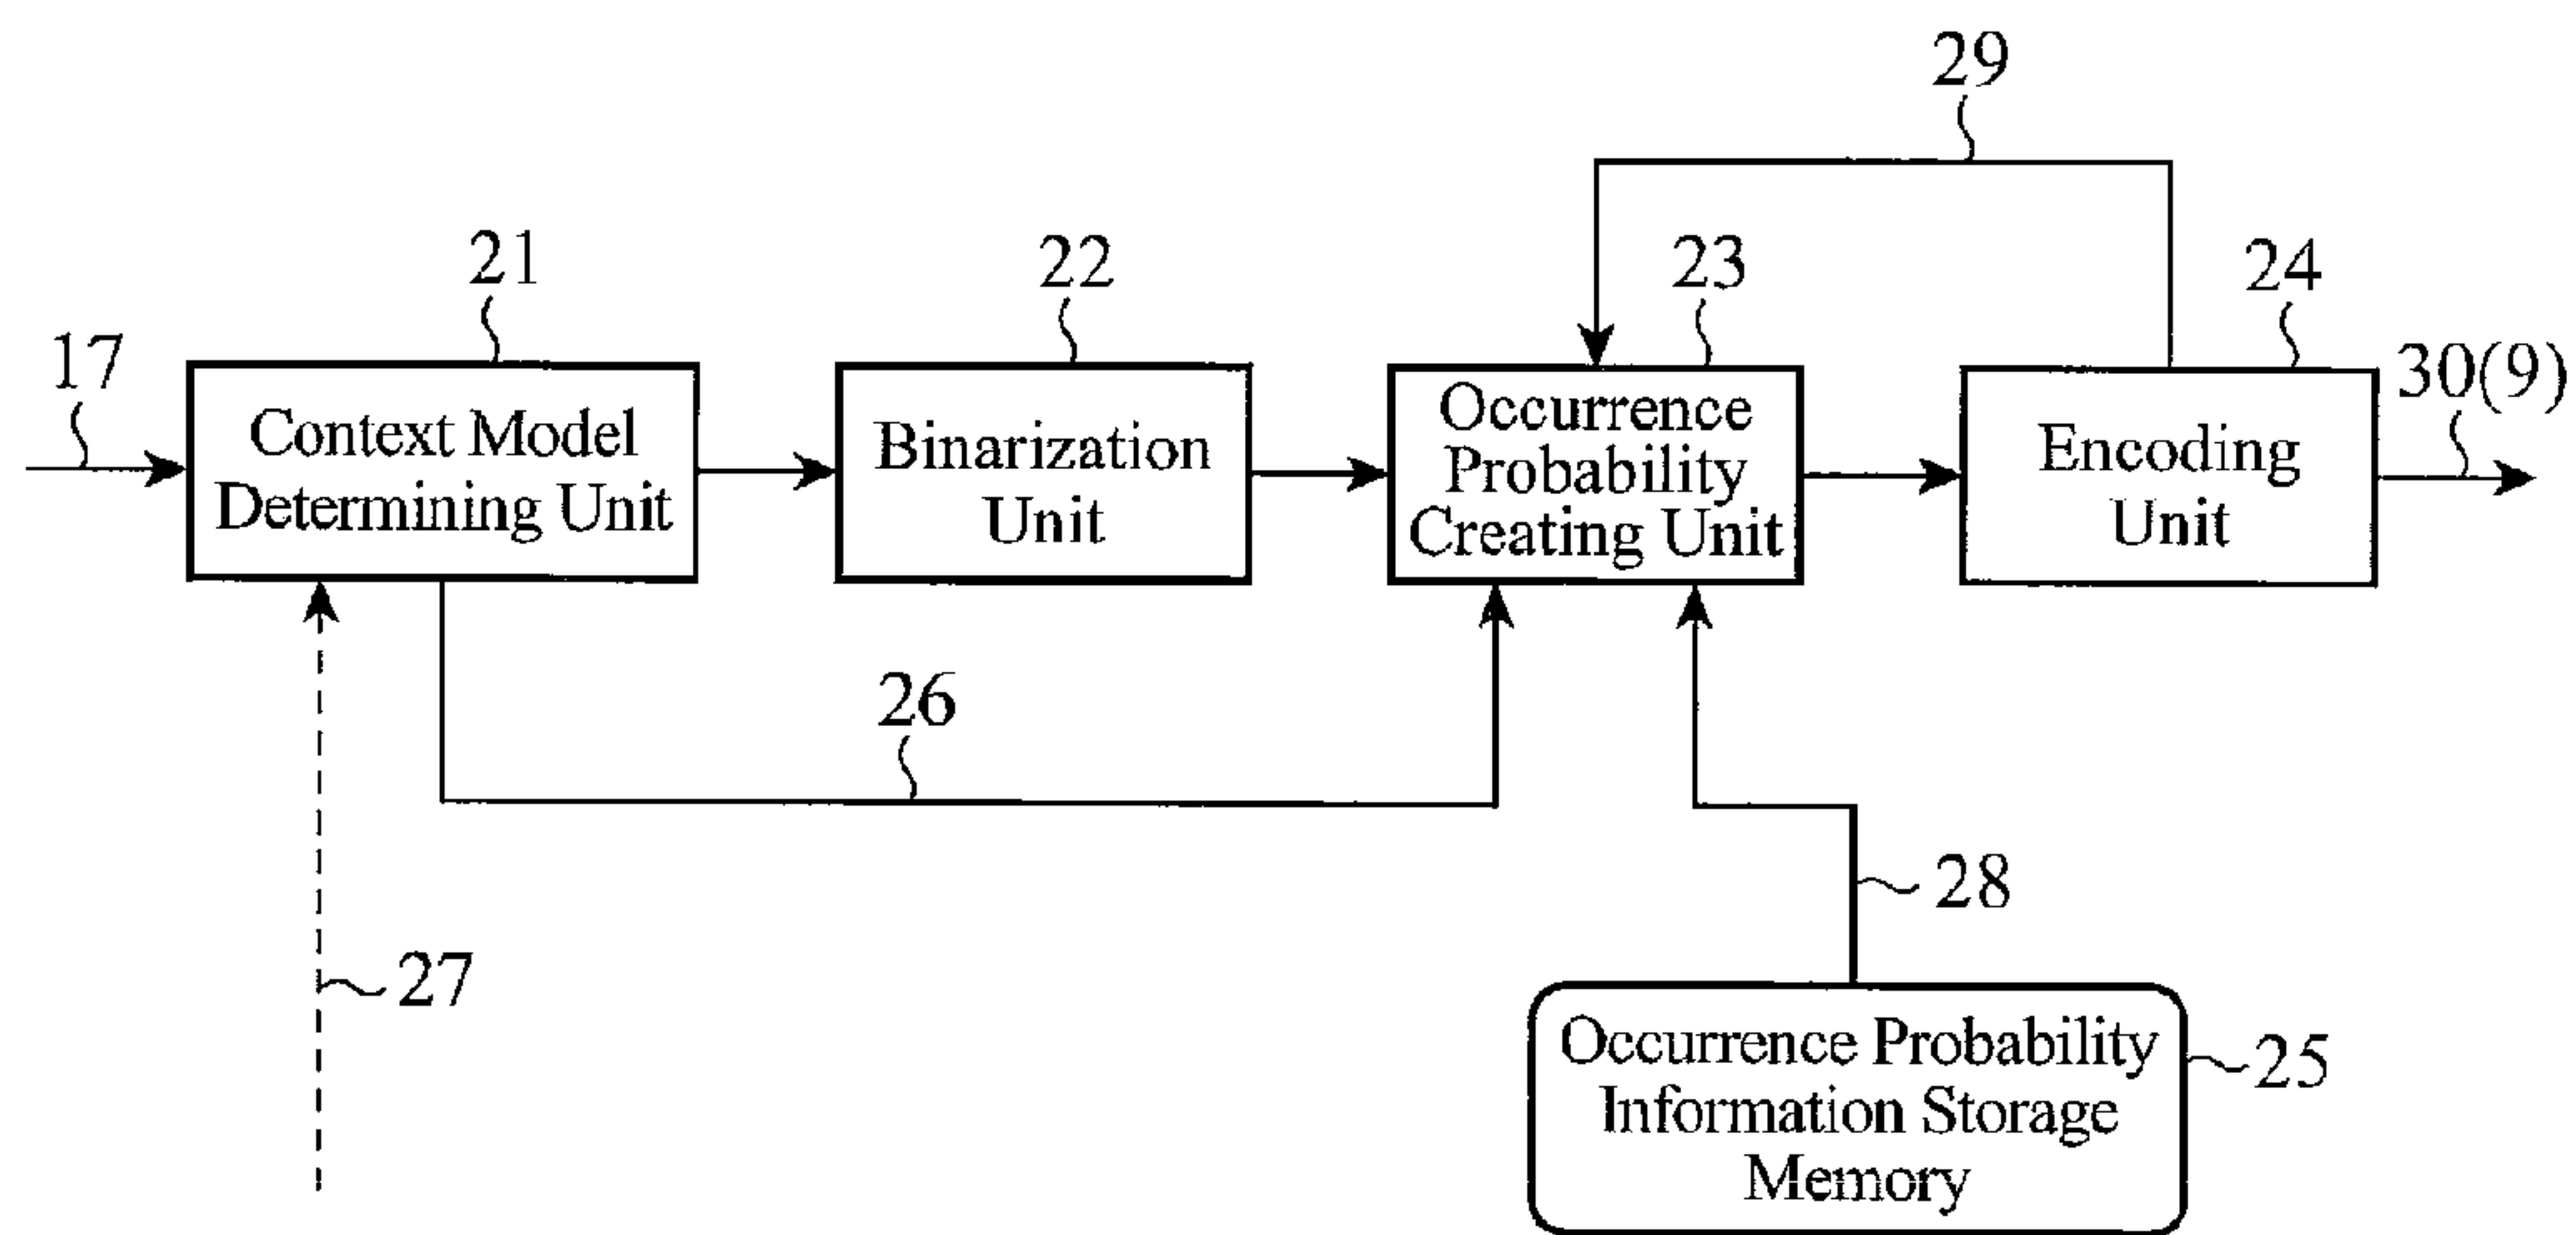 29
21
22
23
24
17
30(9)
Context Model
Determining Unit
Binarization
Unit
Occurrence
Probability
Creating Unit
Encoding
Unit
26
28
27
Occurrence Probability
Information Storage
Memory
25